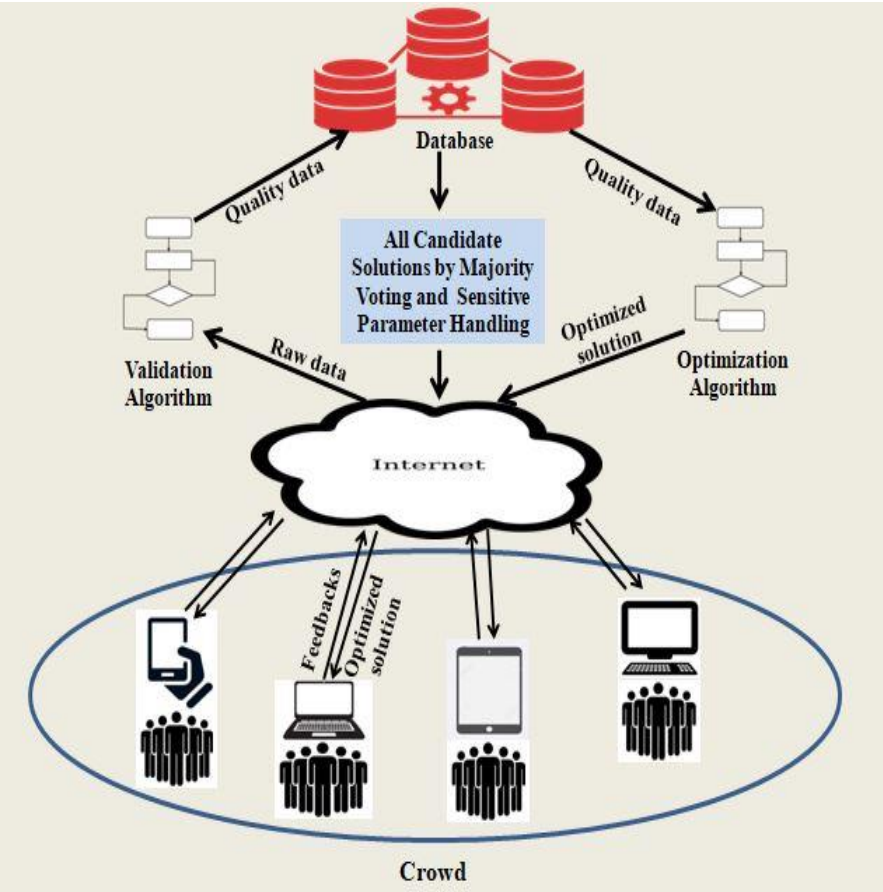 Database
Quality data
Quality data
All Candidate
Solutions by Majority
Voting and Sensitive
Parameter Handling
Raw data
Optimized
solution
Validation
Algorithm
Optimization
Algorithm
Internet
Feedbacks
Optimized
solution
Crowd